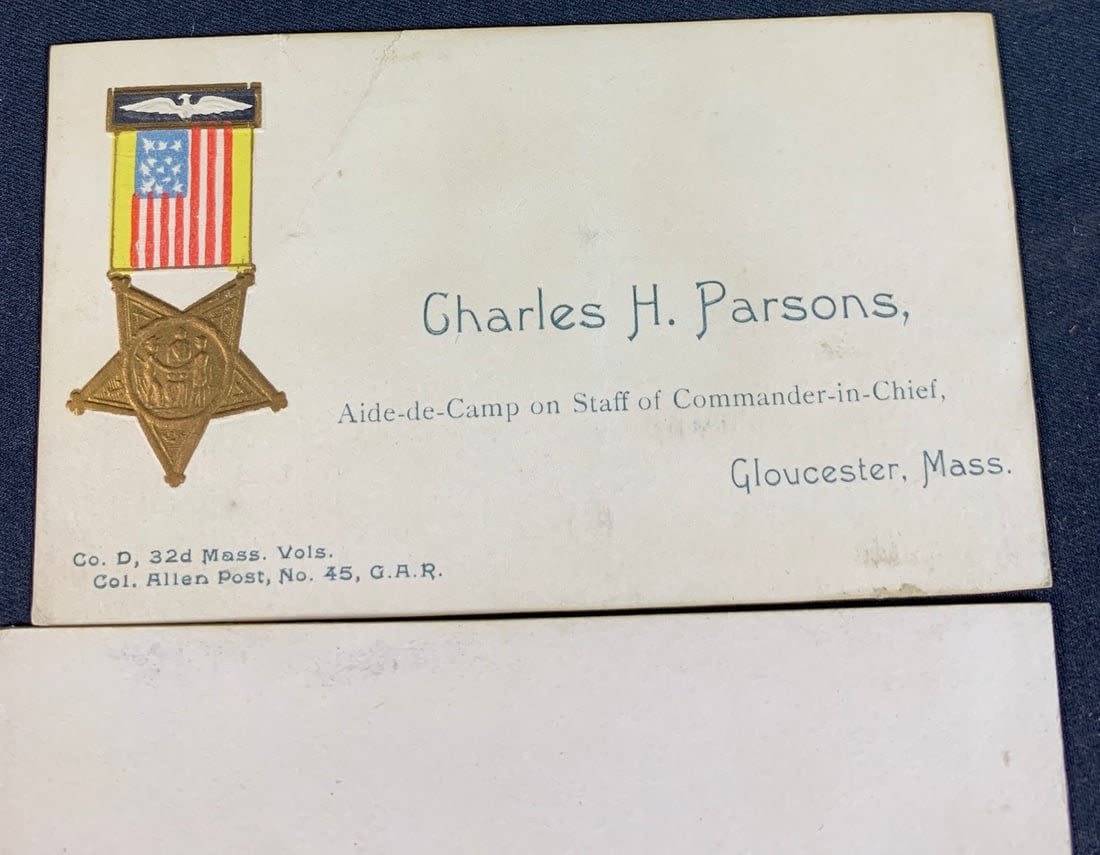 Charles H. Parsons,
Aide-de-Camp on Staff of Commander-in-Chief,
Gloucester, Mass.
Co. D, 32d Mass. Vols.
Col. Allen Post, No. 45, G.A.R.